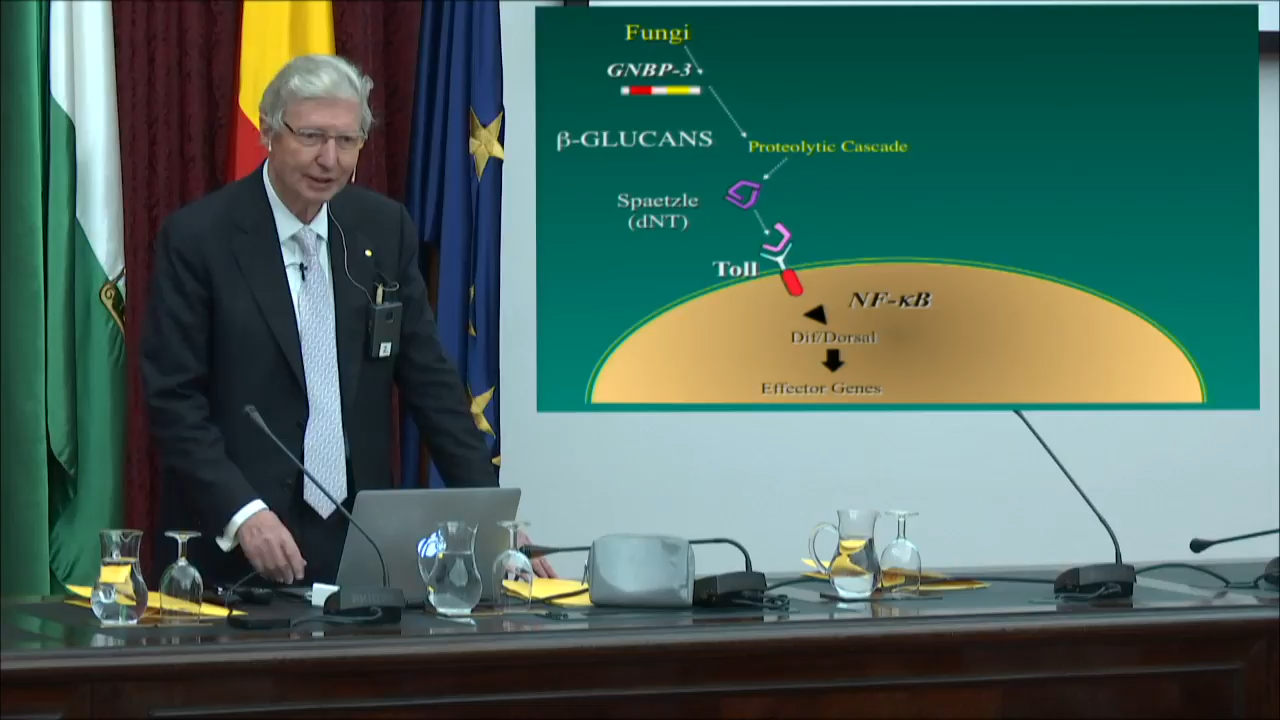 Fungi
GNBP-3
β-GLUCANS
Proteolytic Cascade
Spaetzle
(dNT)
Toll
NF-κB
Dif/Dorsal
Effector Genes